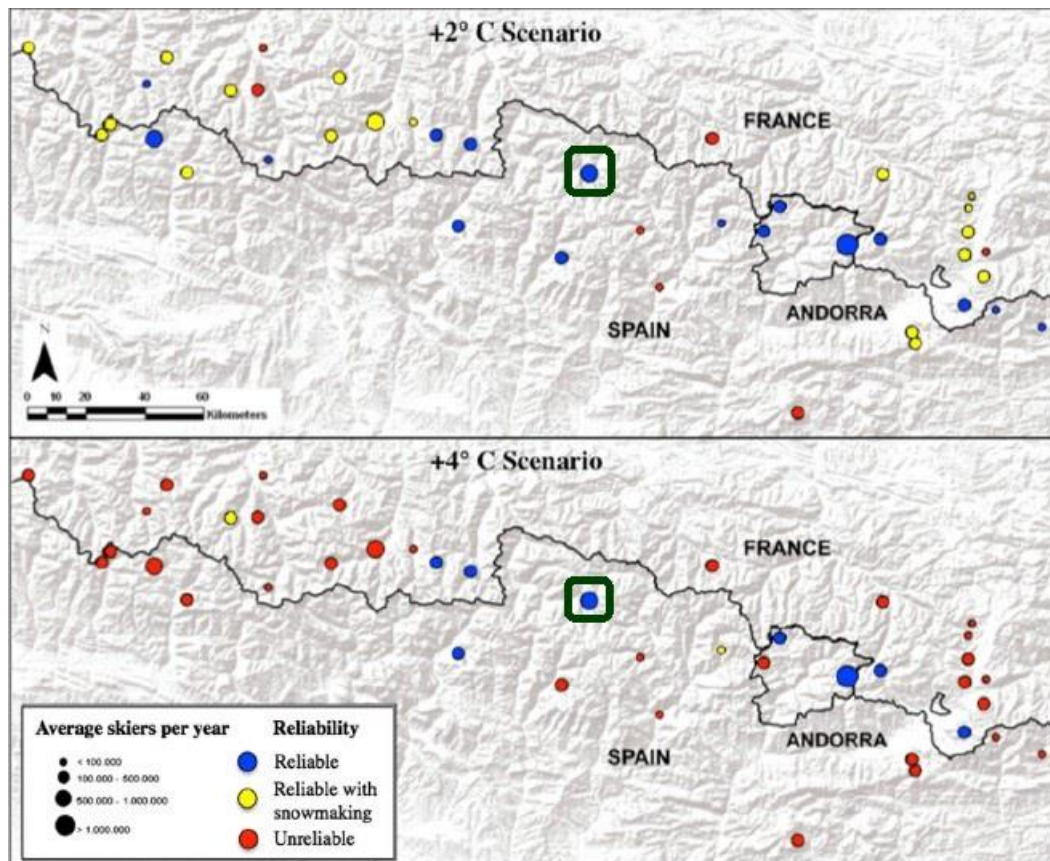 +2° C Scenario
FRANCE
ANDORRA
SPAIN
N
0 20 40 60
Kilometers
+4° C Scenario
FRANCE
ANDORRA
SPAIN
Average skiers per year
< 100.000
100.000 - 500.000
500.000 - 1.000.000
> 1.000.000
Reliability
Reliable
Reliable with
snowmaking
Unreliable